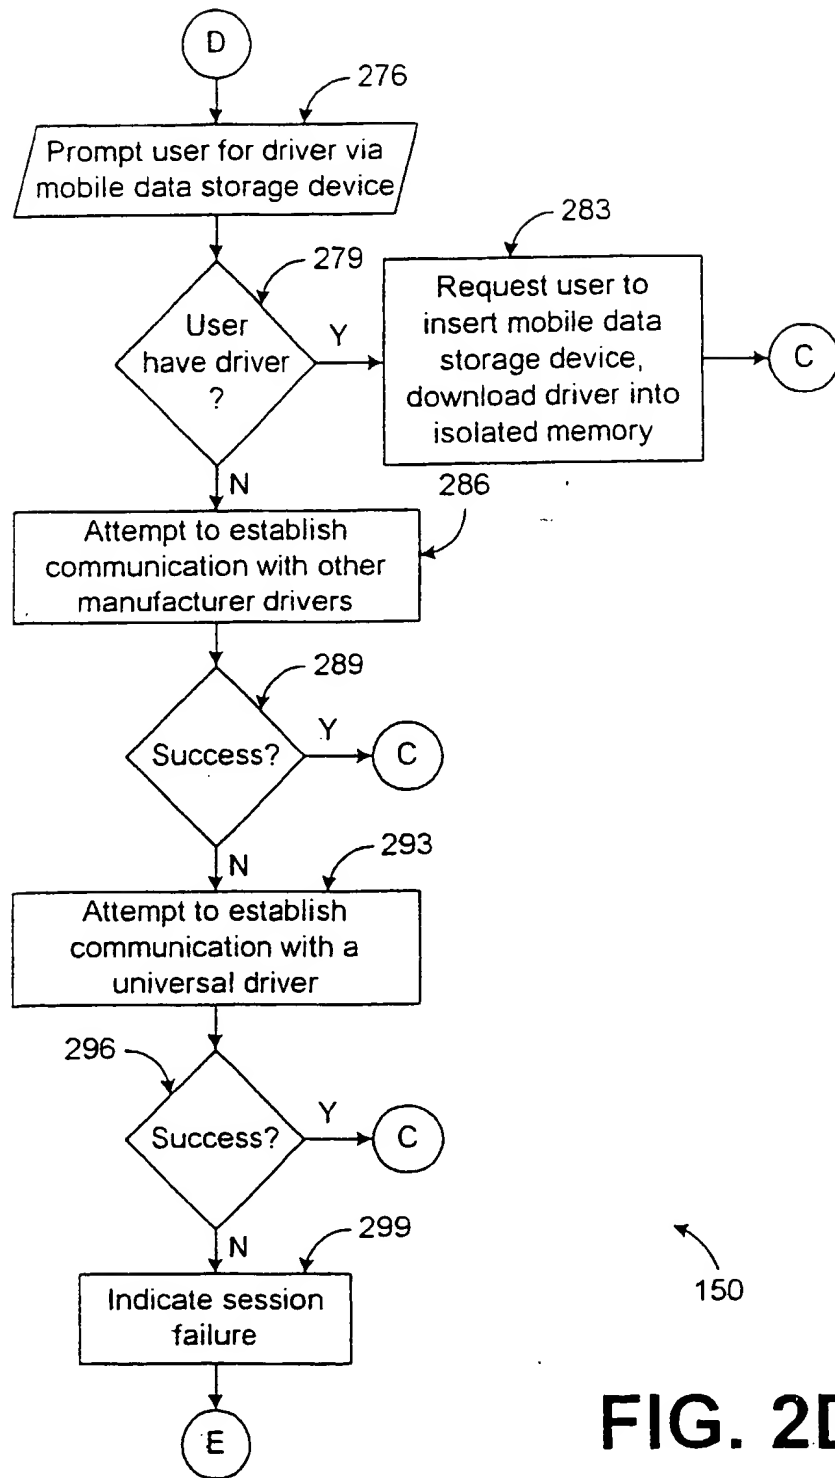 D
276
Prompt user for driver via
mobile data storage device
279
283
User
have driver
?
Y
Request user to
insert mobile data
storage device,
download driver into
isolated memory
C
N
286
Attempt to establish
communication with other
manufacturer drivers
289
Success?
Y
C
N
293
Attempt to establish
communication with a
universal driver
296
Success?
Y
C
N
299
Indicate session
failure
150
E
FIG. 2D